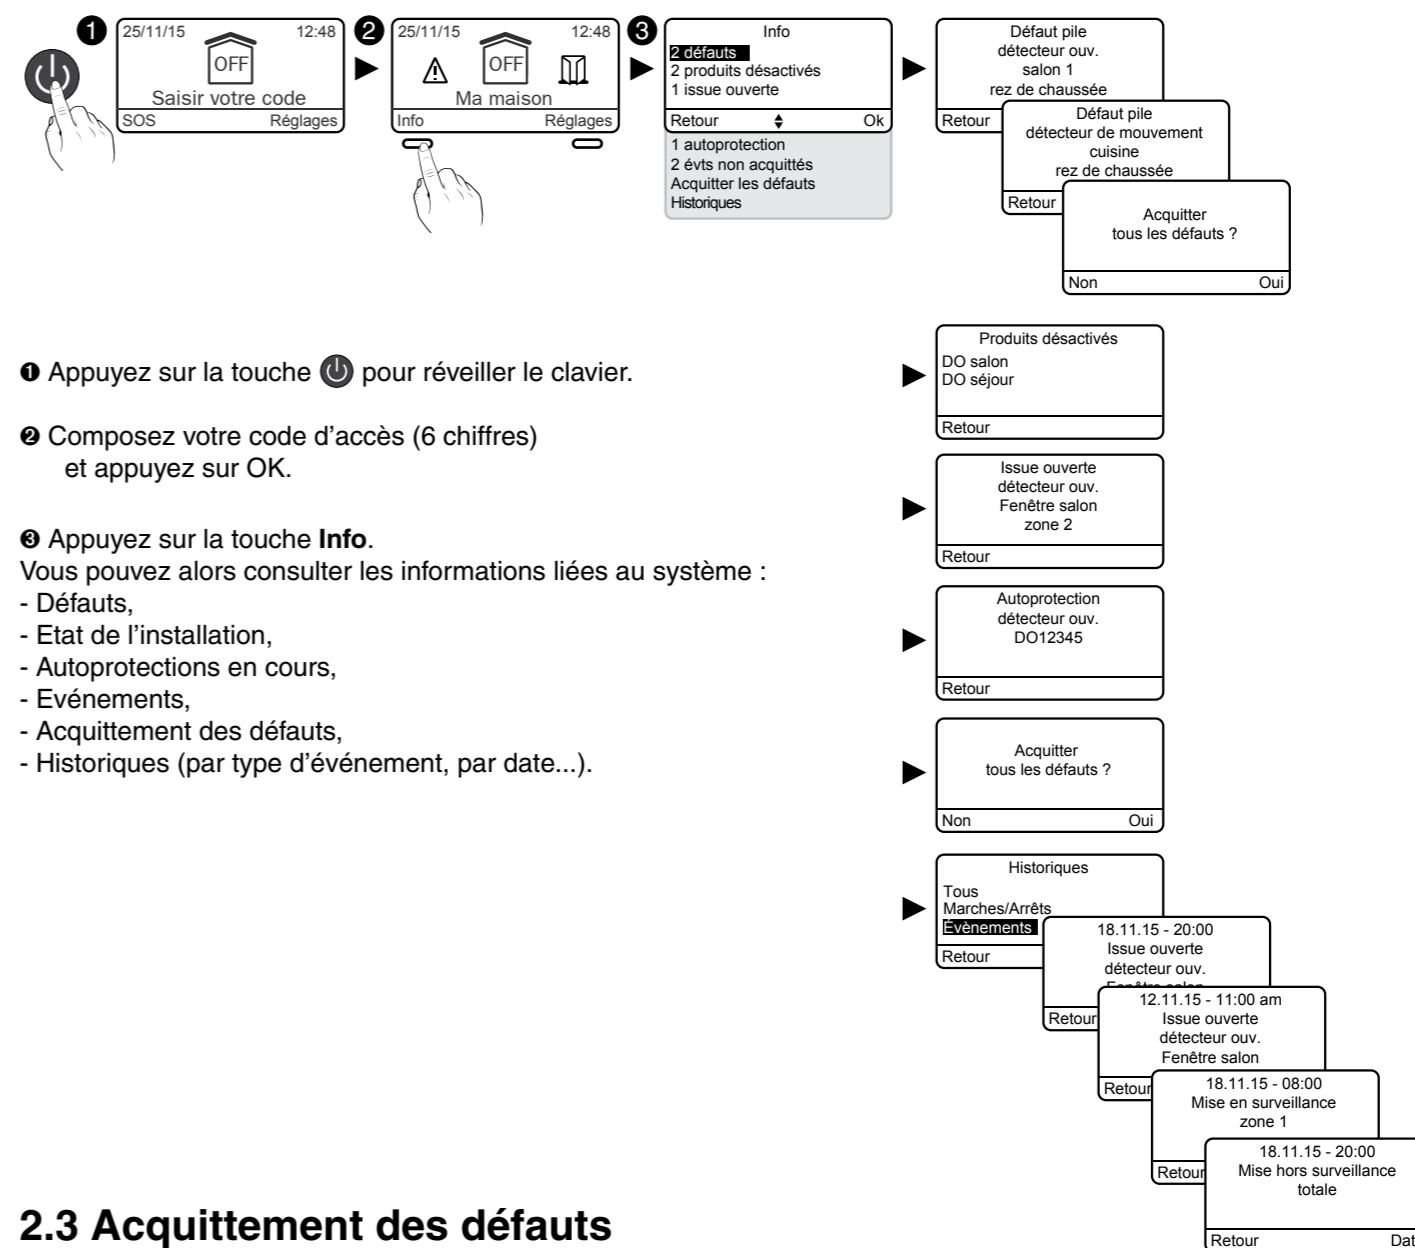 ❶
25/11/15 12:48
OFF
Saisir votre code
SOS Réglages
❷
25/11/15 12:48
OFF
Ma maison
Info Réglages
❸
Info
2 défauts
2 produits désactivés
1 issue ouverte
Retour Ok
1 autoprotection
2 évts non acquittés
Acquitter les défauts
Historiques
Défaut pile
détecteur ouv.
salon 1
rez de chaussée
Retour
Défaut pile
détecteur de mouvement
cuisine
rez de chaussée
Retour
Acquitter
tous les défauts ?
Non Oui
❶ Appuyez sur la touche pour réveiller le clavier.
❷ Composez votre code d’accès (6 chiffres)
et appuyez sur OK.
❸ Appuyez sur la touche Info.
Vous pouvez alors consulter les informations liées au système :
- Défauts,
- Etat de l’installation,
- Autoprotections en cours,
- Evénements,
- Acquittement des défauts,
- Historiques (par type d’événement, par date...).
Produits désactivés
DO salon
DO séjour
Retour
Issue ouverte
détecteur ouv.
Fenêtre salon
zone 2
Retour
Autoprotection
détecteur ouv.
DO12345
Retour
Acquitter
tous les défauts ?
Non Oui
Historiques
Tous
Marches/Arrêts
Évènements
Retour
18.11.15 - 20:00
Issue ouverte
détecteur ouv.
Fenêtre salon
Retour
12.11.15 - 11:00 am
Issue ouverte
détecteur ouv.
Fenêtre salon
Retour
18.11.15 - 08:00
Mise en surveillance
zone 1
Retour
18.11.15 - 20:00
Mise hors surveillance
totale
Retour Dat
2.3 Acquittement des défauts